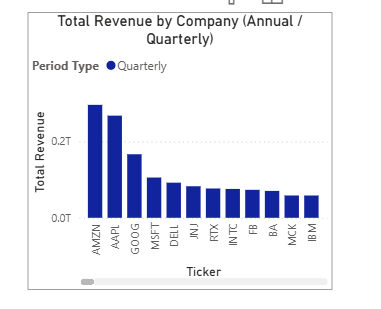 Total Revenue by Company (Annual /
Quarterly)
Period Type Quarterly
Total Revenue
0.2T
0.0T
AMZN
AAPL
GOOG
MSFT
DELL
JNJ
RTX
INTC
FB
BA
MCK
IBM
Ticker